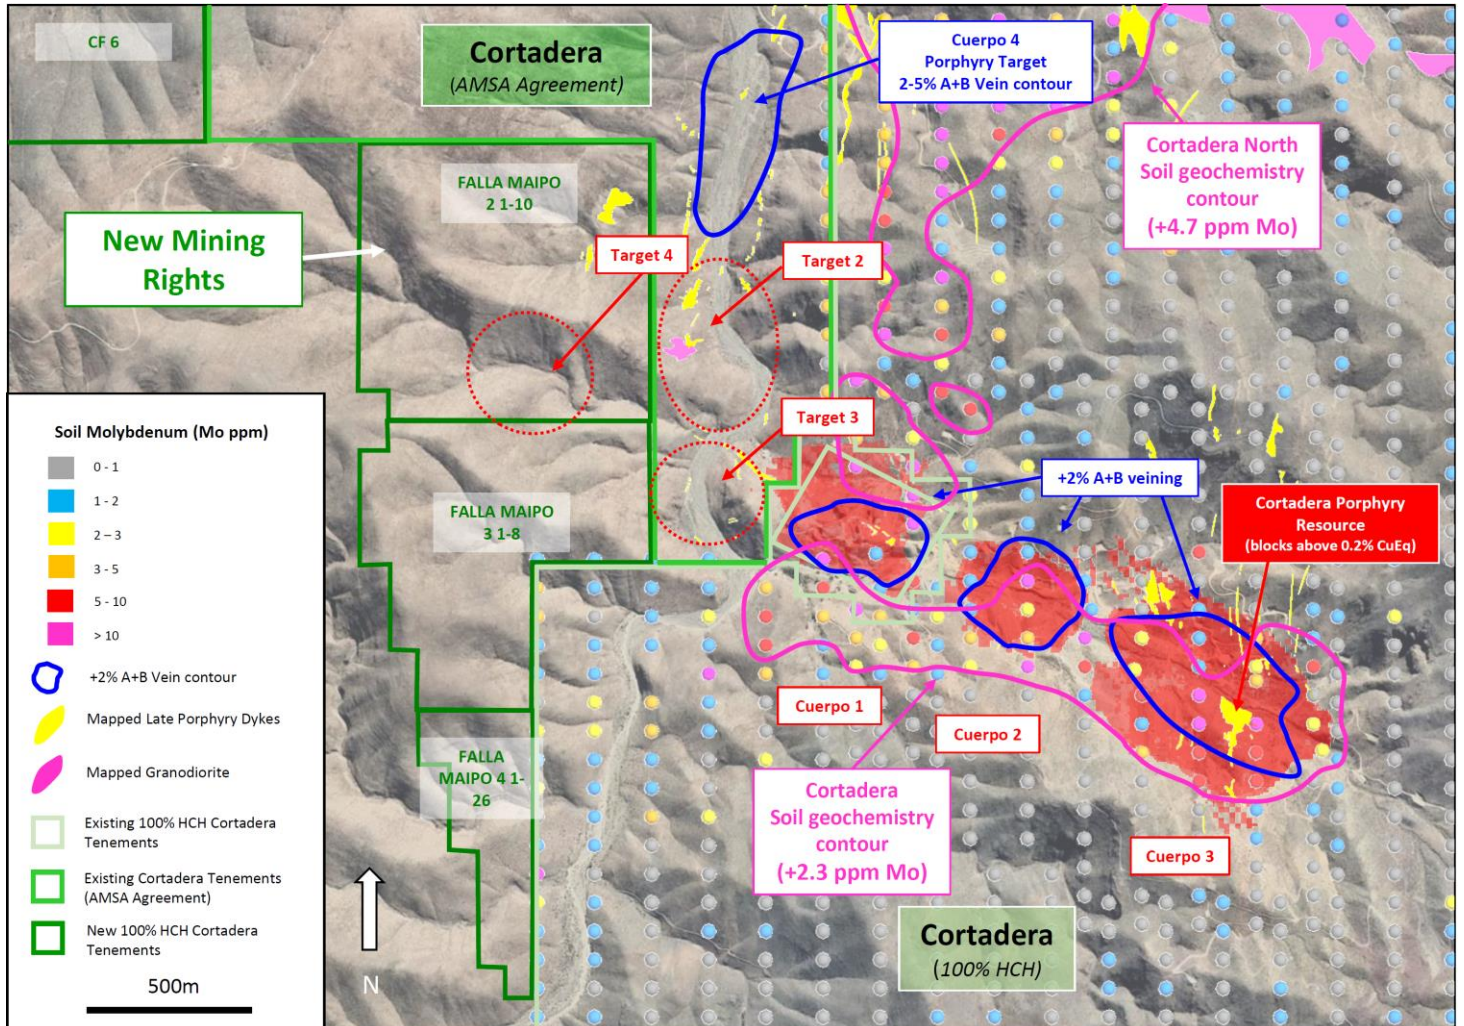 CF 6
Cortadera
(AMSA Agreement)
Cuerpo 4
Porphyry Target
2-5% A+B Vein contour
Cortadera North
Soil geochemistry
contour
(+4.7 ppm Mo)
FALLA MAIPO
2 1-10
New Mining
Rights
Target 4
Target 2
Target 3
+2% A+B veining
Cortadera Porphyry
Resource
(blocks above 0.2% CuEq)
FALLA MAIPO
3 1-8
FALLA
MAIPO 4 1-
26
Cuerpo 1
Cuerpo 2
Cuerpo 3
Cortadera
Soil geochemistry
contour
(+2.3 ppm Mo)
Cortadera
(100% HCH)
Soil Molybdenum (Mo ppm)
0 - 1
1 - 2
2 – 3
3 - 5
5 - 10
> 10
+2% A+B Vein contour
Mapped Late Porphyry Dykes
Mapped Granodiorite
Existing 100% HCH Cortadera
Tenements
Existing Cortadera Tenements
(AMSA Agreement)
New 100% HCH Cortadera
Tenements
500m
N